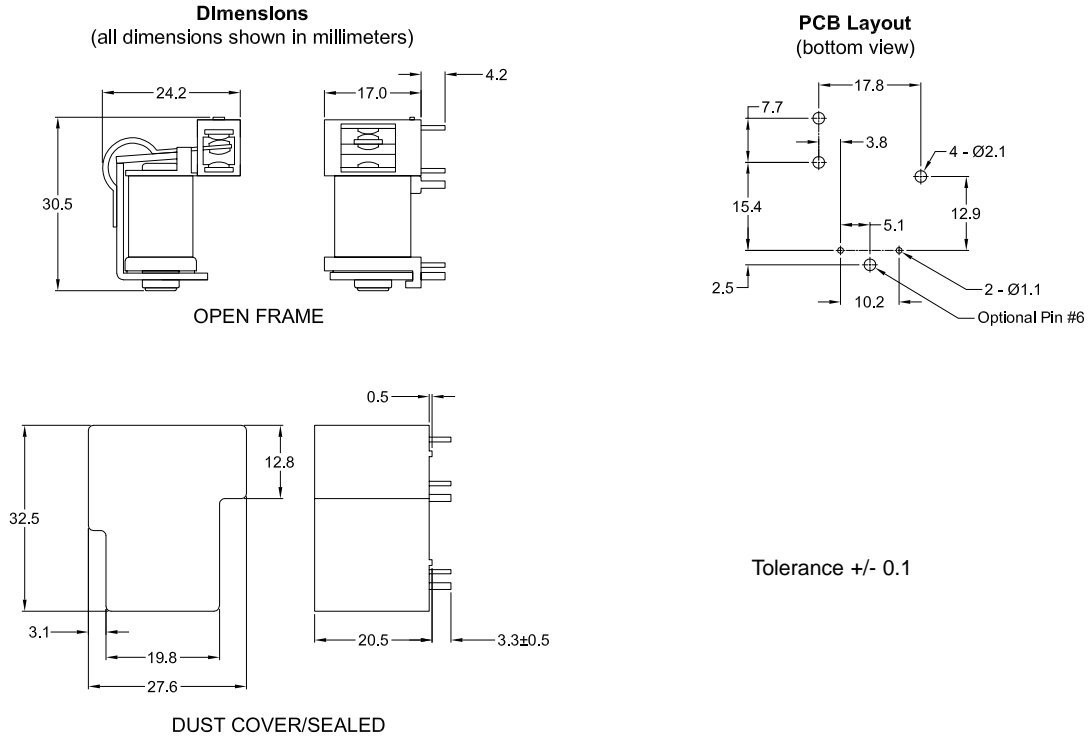 Dimensions
(all dimensions shown in millimeters)
24.2
17.0
4.2
30.5
OPEN FRAME
PCB Layout
(bottom view)
17.8
7.7
3.8
4 - Ø2.1
15.4
12.9
5.1
2.5
10.2
2 - Ø1.1
Optional Pin #6
0.5
12.8
32.5
3.1
19.8
27.6
20.5
3.3±0.5
DUST COVER/SEALED
Tolerance +/- 0.1